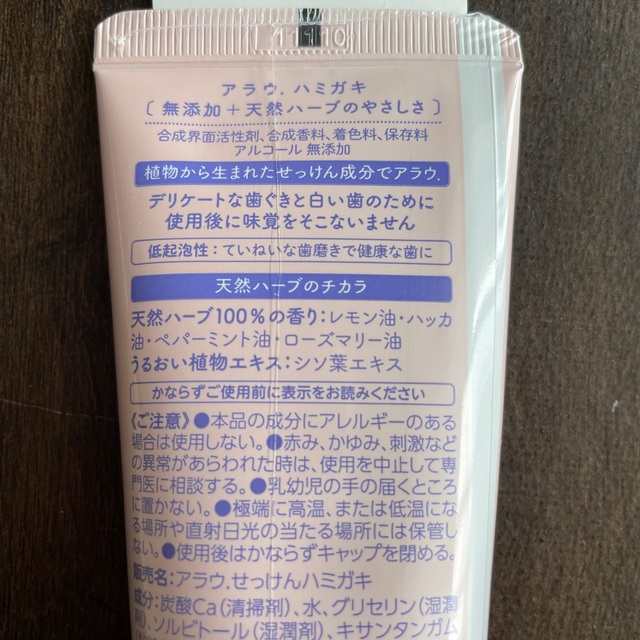 11110
アラウ. ハミガキ
〔 無添加+天然ハーブのやさしさ 〕
合成界面活性剤、合成香料、着色料、保存料
アルコール 無添加
植物から生まれたせっけん成分でアラウ.
デリケートな歯ぐきと白い歯のために
使用後に味覚をそこないません
低起泡性：ていねいな歯磨きで健康な歯に
天然ハーブのチカラ
天然ハーブ100%の香り：レモン油・ハッカ
油・ペパーミント油・ローズマリー油
うるおい植物エキス：シソ葉エキス
かならずご使用前に表示をお読みください
《ご注意》●本品の成分にアレルギーのある
場合は使用しない。●赤み、かゆみ、刺激など
の異常があらわれた時は、使用を中止して専
門医に相談する。●乳幼児の手の届くところ
に置かない。●極端に高温、または低温にな
る場所や直射日光の当たる場所には保管し
ない。●使用後はかならずキャップを閉める。
販売名：アラウ.せっけんハミガキ
成分：炭酸Ca(清掃剤)、水、グリセリン(湿潤
剤)、ソルビトール(湿潤剤)、キサンタンガム